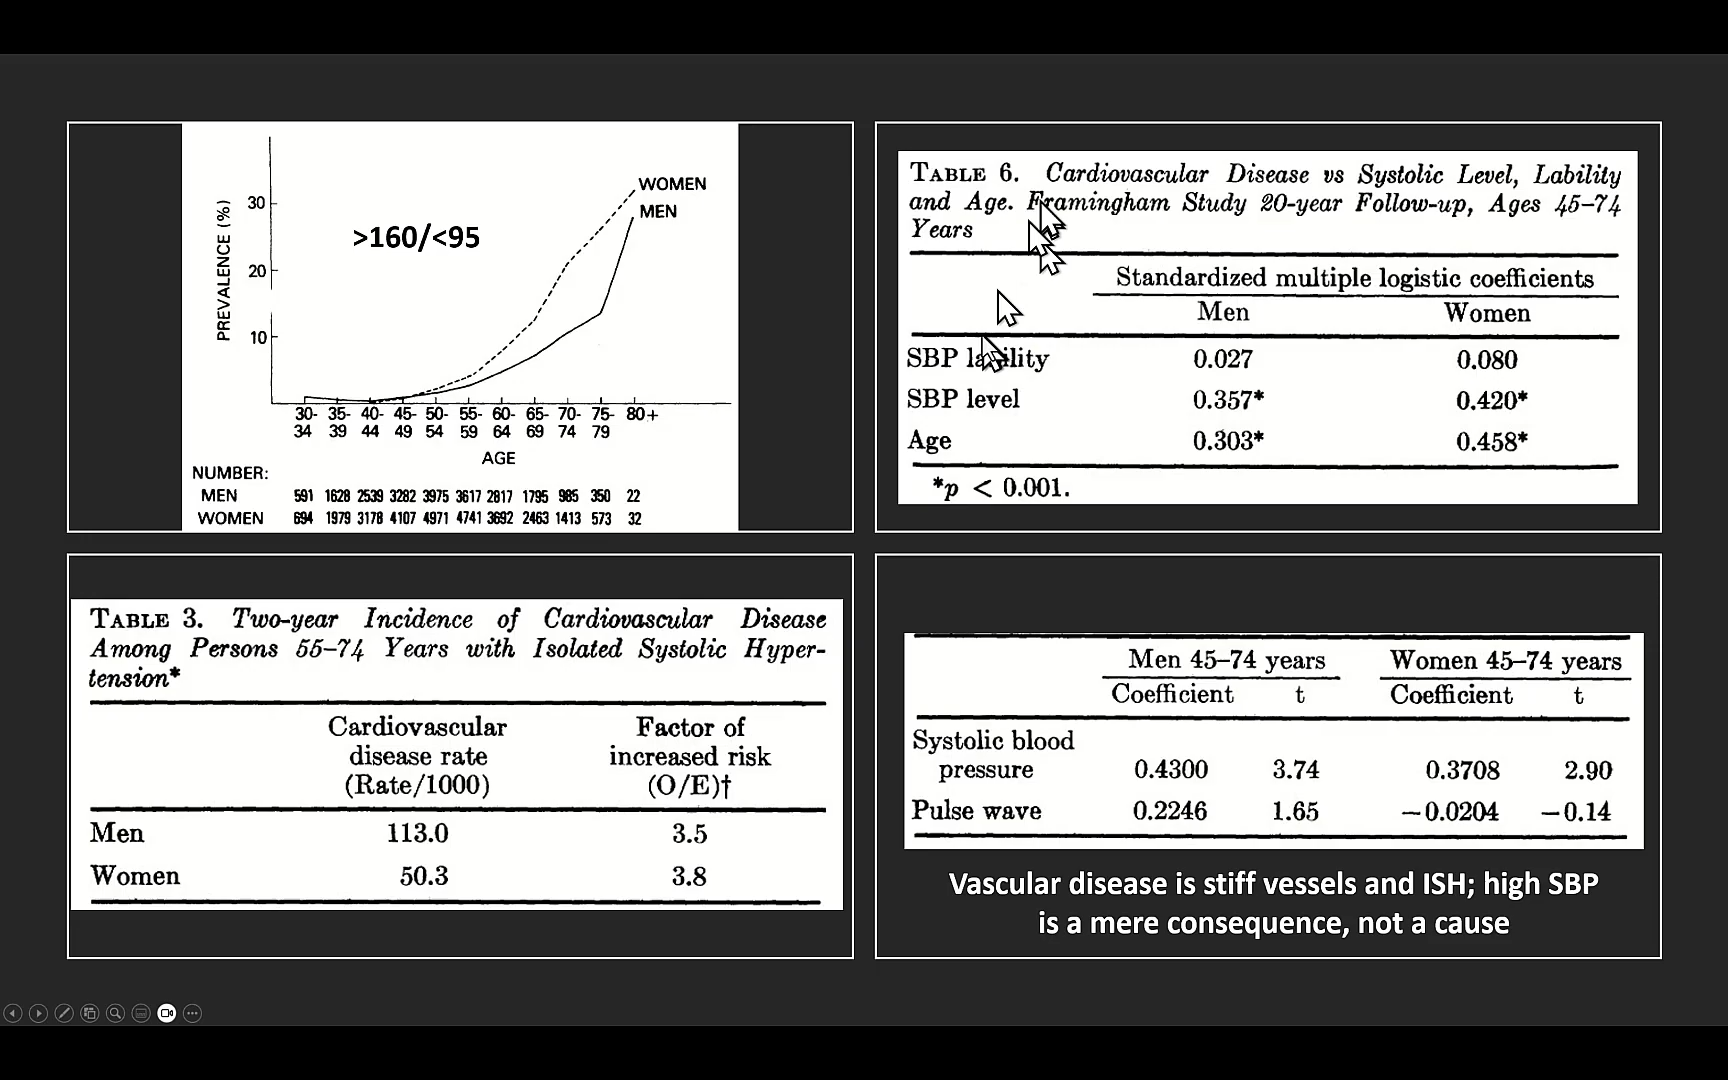 WOMEN
MEN
>160/<95
PREVALENCE (%)
30
20
10
30- 35- 40- 45- 50- 55- 60- 65- 70- 75- 80+
34 39 44 49 54 59 64 69 74 79
AGE
NUMBER:
MEN 591 1628 2539 3282 3975 3617 2817 1795 985 350 22
WOMEN 694 1979 3178 4107 4971 4741 3692 2463 1413 573 32
TABLE 6. Cardiovascular Disease vs Systolic Level, Lability
and Age. Framingham Study 20-year Follow-up, Ages 45–74
Years
Standardized multiple logistic coefficients
Men Women
SBP lability 0.027 0.080
SBP level 0.357* 0.420*
Age 0.303* 0.458*
*p < 0.001.
TABLE 3. Two-year Incidence of Cardiovascular Disease
Among Persons 55–74 Years with Isolated Systolic Hyper-
tension*
Cardiovascular Factor of
disease rate increased risk
(Rate/1000) (O/E)†
Men 113.0 3.5
Women 50.3 3.8
Men 45–74 years Women 45–74 years
Coefficient t Coefficient t
Systolic blood
pressure 0.4300 3.74 0.3708 2.90
Pulse wave 0.2246 1.65 −0.0204 −0.14
Vascular disease is stiff vessels and ISH; high SBP
is a mere consequence, not a cause